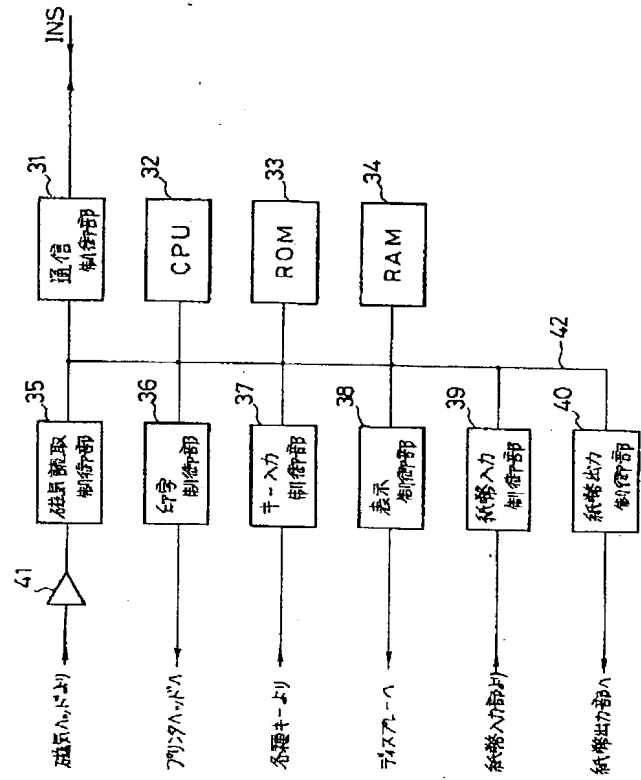 INS
31
通信
制御部
32
CPU
33
ROM
34
RAM
35
磁気読取
制御部
36
印字
制御部
37
キー入力
制御部
38
表示
制御部
39
紙幣入力
制御部
40
紙幣出力
制御部
41
42
磁気ヘッドより
プリンタヘッドへ
各種キーより
ディスプレーへ
紙幣入力部より
紙幣出力部へ